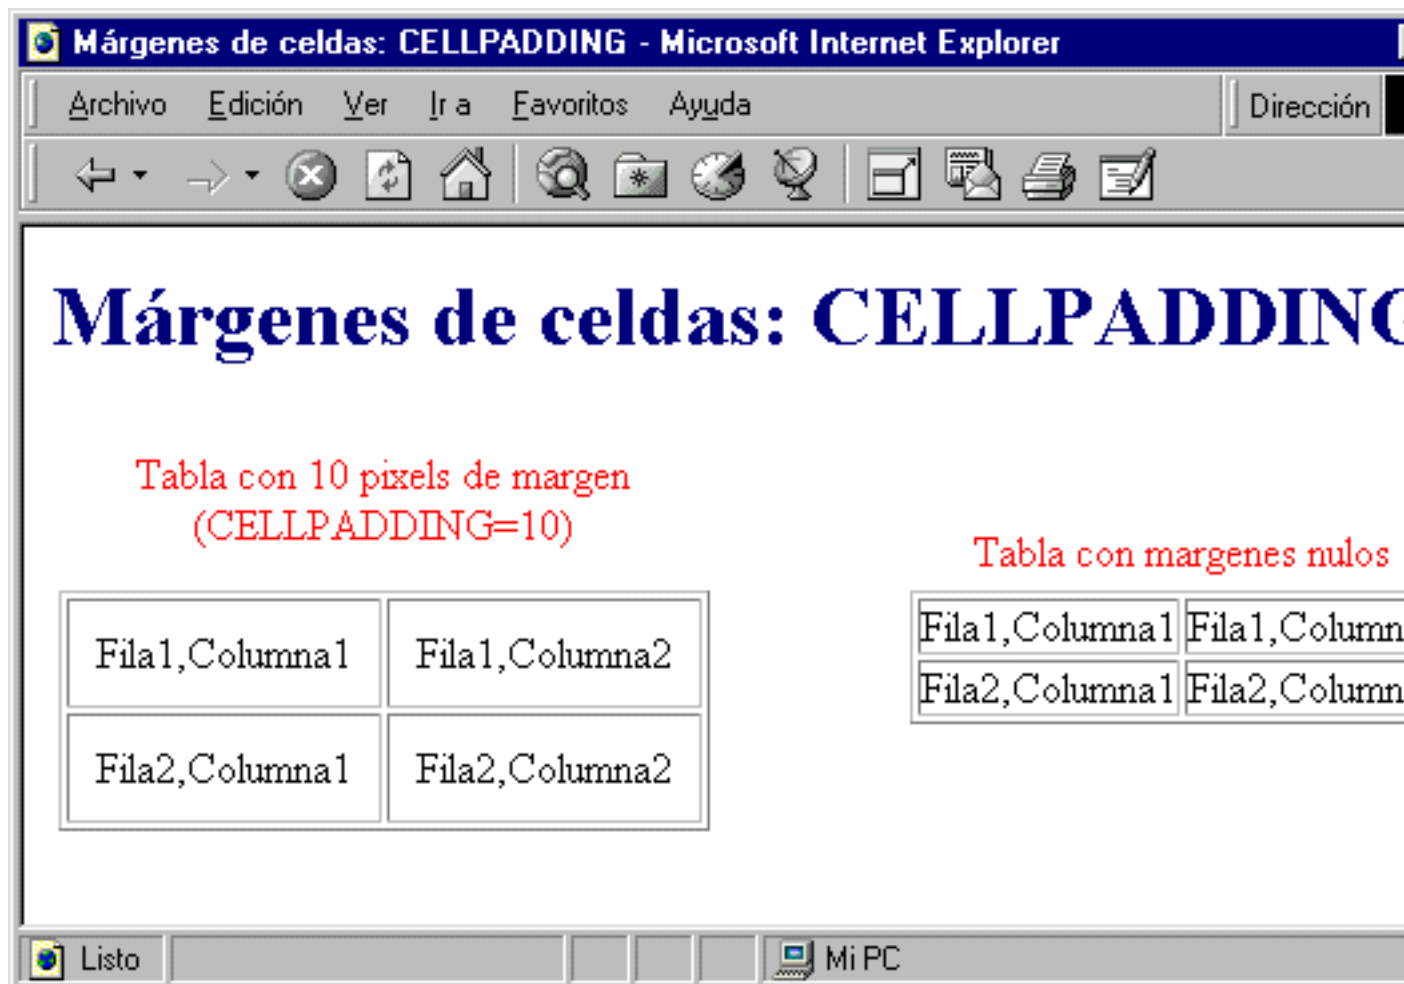 Márgenes de celdas: CELLPADDING - Microsoft Internet Explorer
Archivo Edición Ver Ir a Favoritos Ayuda Dirección
Márgenes de celdas: CELLPADDING
Tabla con 10 pixels de margen
(CELLPADDING=10)
Fila1,Columna1 Fila1,Columna2
Fila2,Columna1 Fila2,Columna2
Tabla con margenes nulos
Fila1,Columna1 Fila1,Column
Fila2,Columna1 Fila2,Column
Listo Mi PC